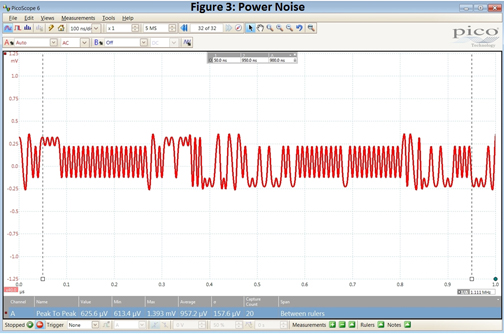 Figure 3: Power Noise
PicoScope 6
File Edit Views Measurements Tools Help
100 ns/div x 1 5 MS 32 of 32
pico
Technology
A Auto AC B Off DC
50.0 ns 950.0 ns 900.0 ns
1.25
mV
1.0
0.75
0.5
0.25
0.0
-0.25
-0.5
-0.75
-1.0
-1.25
0.0 0.1 0.2 0.3 0.4 0.5 0.6 0.7 0.8 0.9 1.0
µs
1.111 MHz
Channel Name Value Min Max Average σ Capture Count Span
A Peak To Peak 625.6 µV 613.4 µV 1.393 mV 957.2 µV 157.6 µV 20 Between rulers
Stopped Trigger None Measurements Rulers Notes